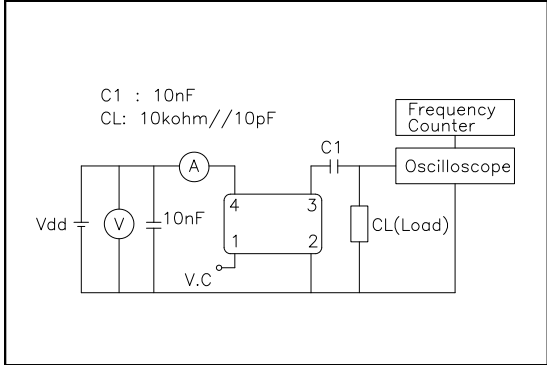 C1 : 10nF
CL: 10kohm//10pF
Frequency
Counter
C1
Oscilloscope
A
4
3
Vdd
V
10nF
CL(Load)
1
2
V.C